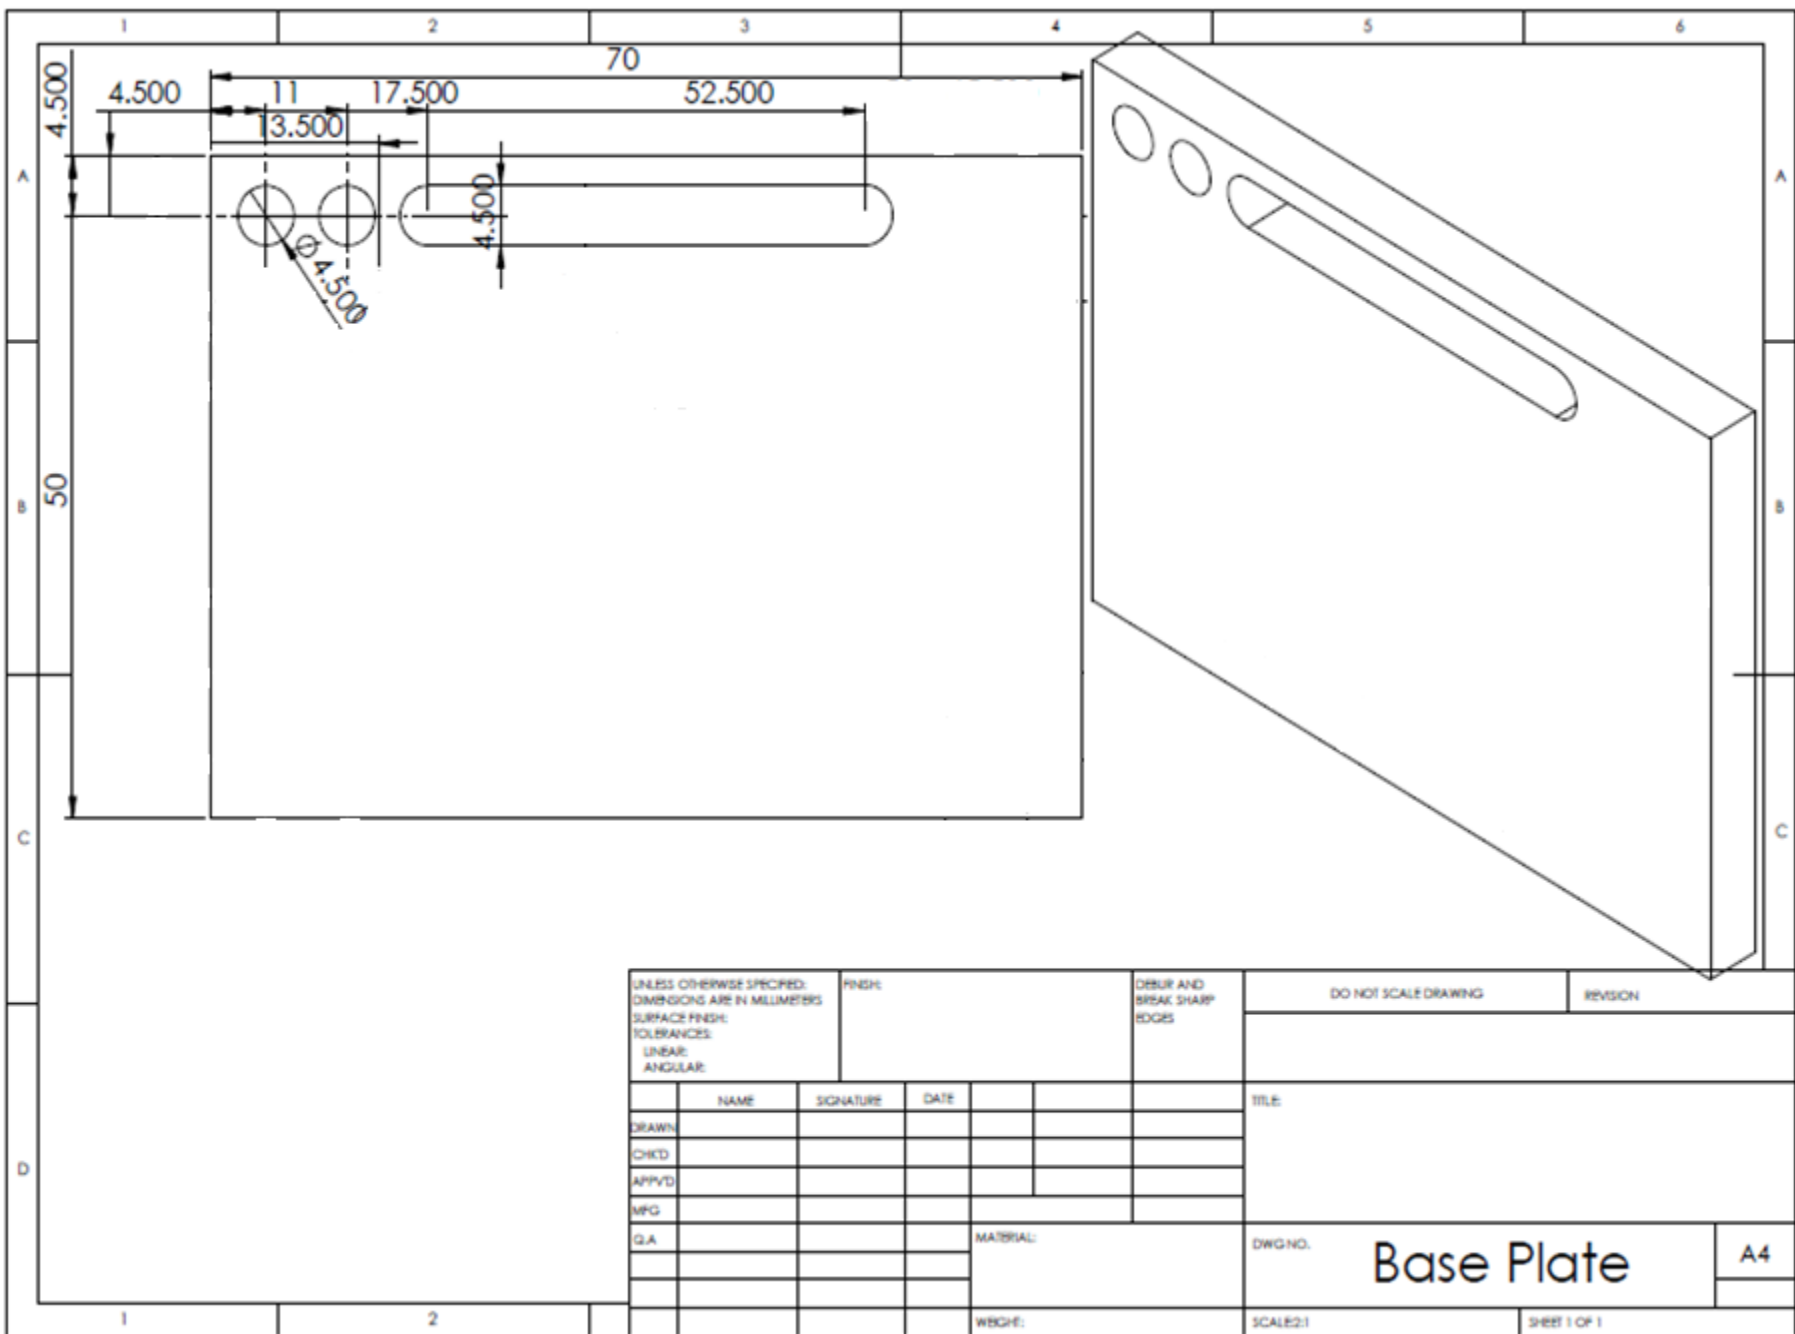 1 2 3 4 5 6
70
4.500 4.500 11 17.500 52.500
13.500
A 4.500 A
Ø 4.500
B 50 B
C C
D
UNLESS OTHERWISE SPECIFIED:
DIMENSIONS ARE IN MILLIMETERS
SURFACE FINISH:
TOLERANCES:
LINEAR:
ANGULAR:
FINISH:
DEBUR AND
BREAK SHARP
EDGES
DO NOT SCALE DRAWING
REVISION
NAME SIGNATURE DATE
TITLE:
DRAWN
CHK'D
APPV'D
MFG
Q.A
MATERIAL:
DWG NO.
Base Plate
A4
WEIGHT:
SCALE:2:1
SHEET 1 OF 1
1 2